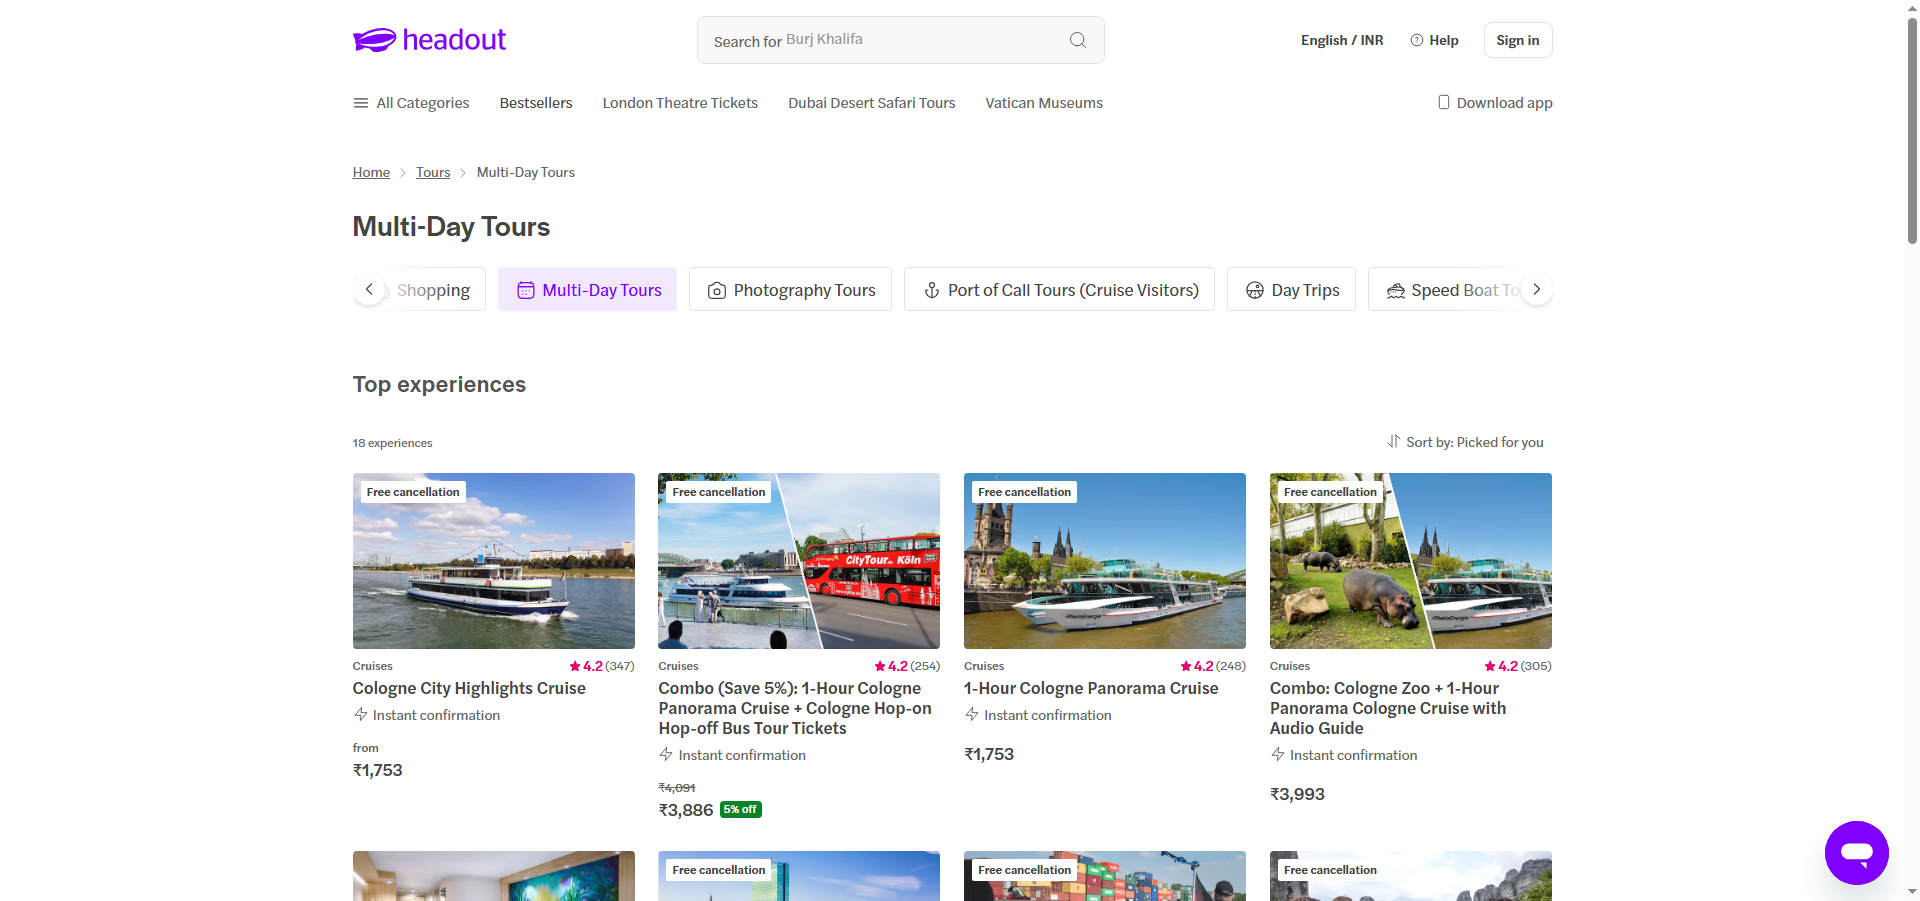 headout
Search for Burj Khalifa
English / INR
Help
Sign in
All Categories
Bestsellers
London Theatre Tickets
Dubai Desert Safari Tours
Vatican Museums
Download app
Home
Tours
Multi-Day Tours
Multi-Day Tours
Shopping
Multi-Day Tours
Photography Tours
Port of Call Tours (Cruise Visitors)
Day Trips
Speed Boat To
Top experiences
18 experiences
Sort by: Picked for you
Free cancellation
Cruises
4.2 (347)
Cologne City Highlights Cruise
Instant confirmation
from
₹1,753
Free cancellation
CityTour.de Köln
Cruises
4.2 (254)
Combo (Save 5%): 1-Hour Cologne
Panorama Cruise + Cologne Hop-on
Hop-off Bus Tour Tickets
Instant confirmation
₹4,091
₹3,886 5% off
Free cancellation
RheinEnergie
Cruises
4.2 (248)
1-Hour Cologne Panorama Cruise
Instant confirmation
₹1,753
Free cancellation
RheinEnergie
Cruises
4.2 (305)
Combo: Cologne Zoo + 1-Hour
Panorama Cologne Cruise with
Audio Guide
Instant confirmation
₹3,993
Free cancellation
Free cancellation
Free cancellation